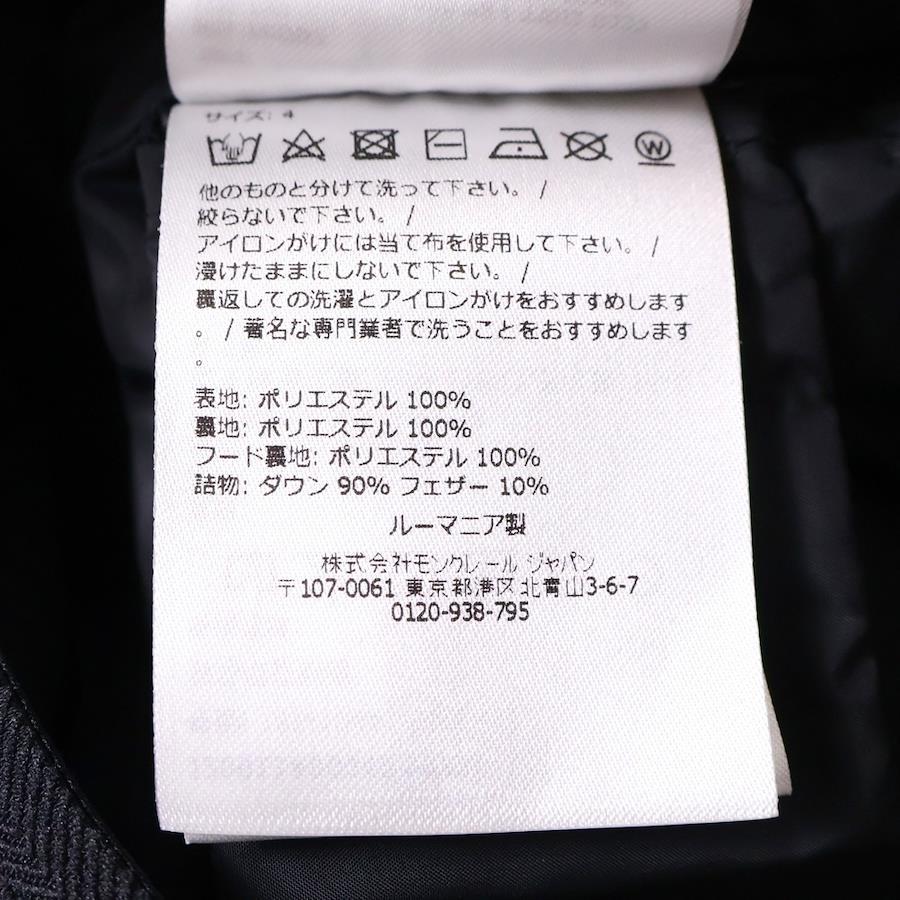 サイズ: 4
W
他のものと分けて洗って下さい。 /
絞らないで下さい。 /
アイロンがけには当て布を使用して下さい。 /
浸けたままにしないで下さい。 /
裏返しての洗濯とアイロンがけをおすすめします
。 / 著名な専門業者で洗うことをおすすめします
。
表地: ポリエステル 100%
裏地: ポリエステル 100%
フード裏地: ポリエステル 100%
詰物: ダウン 90% フェザー 10%
ルーマニア製
株式会社モンクレール ジャパン
〒107-0061 東京都港区北青山3-6-7
0120-938-795